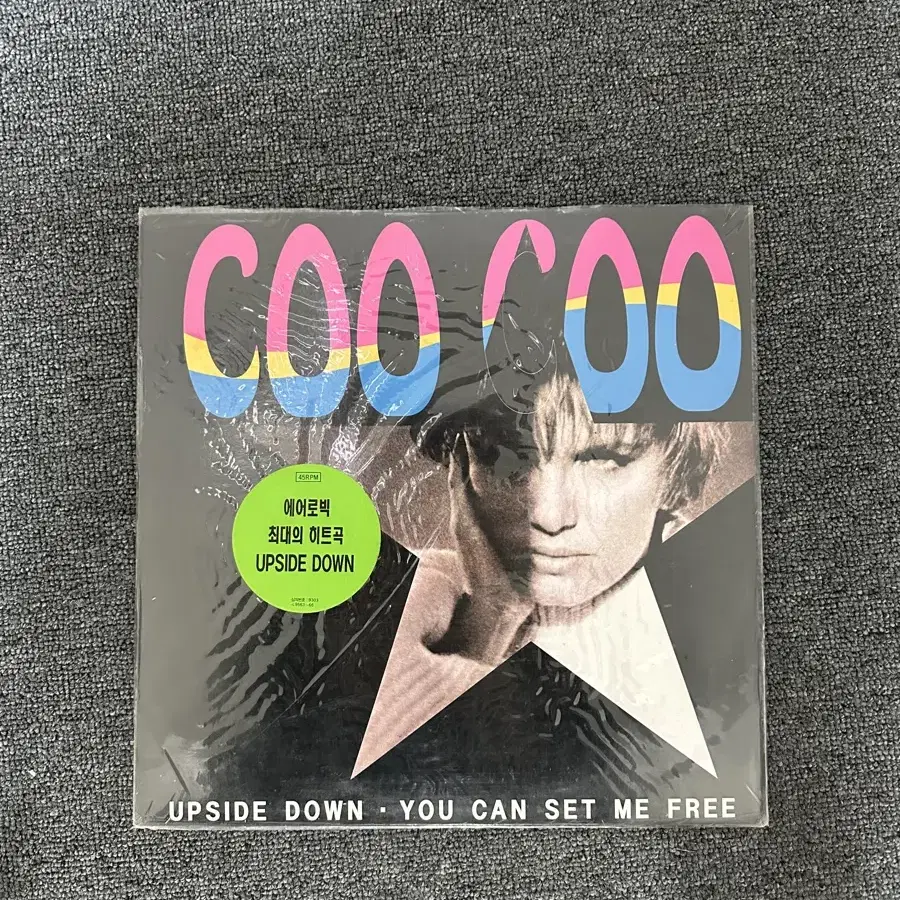 COO COO
45RPM
에어로빅
최대의 히트곡
UPSIDE DOWN
UPSIDE DOWN · YOU CAN SET ME FREE